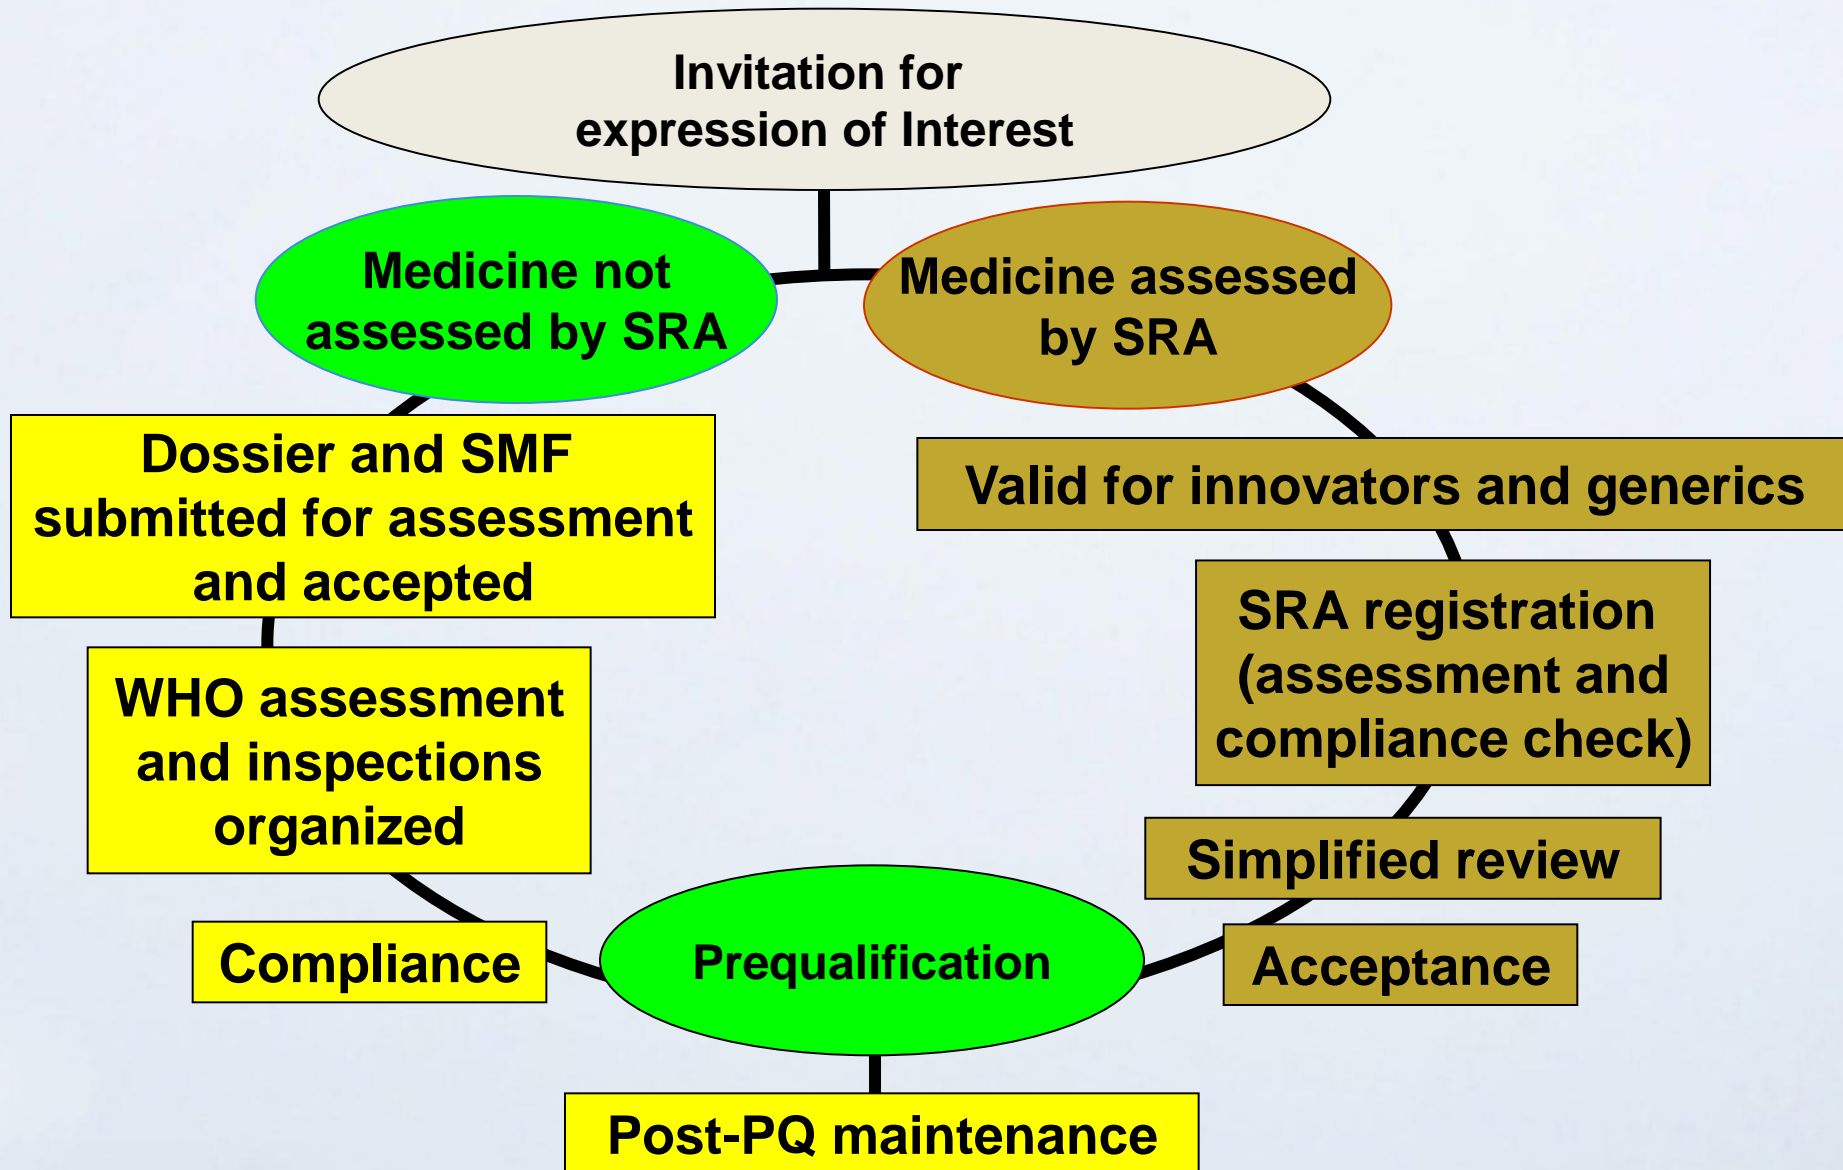 Invitation for
expression of Interest
Medicine not
assessed by SRA
Medicine assessed
by SRA
Dossier and SMF
submitted for assessment
and accepted
Valid for innovators and generics
WHO assessment
and inspections
organized
SRA registration
(assessment and
compliance check)
Simplified review
Compliance
Prequalification
Acceptance
Post-PQ maintenance